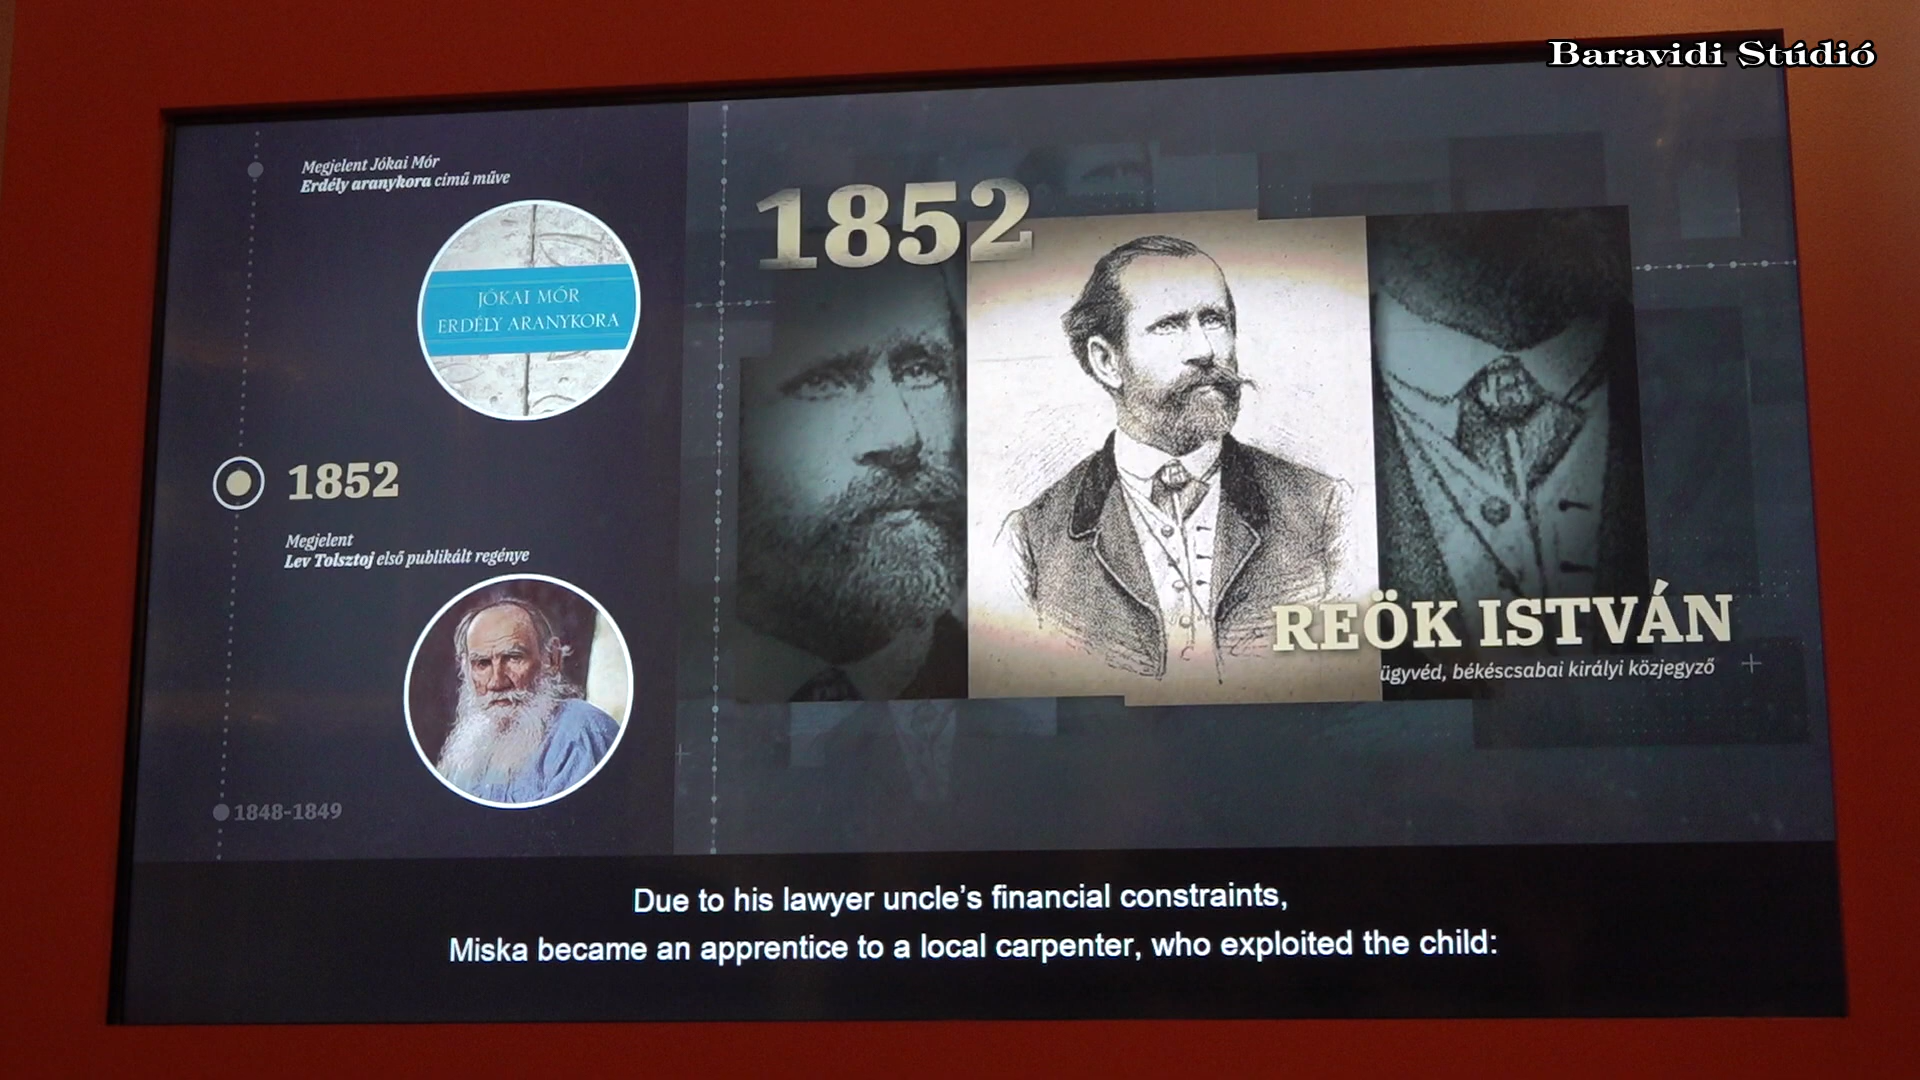 Baravidi Stúdió
Megjelent Jókai Mór
Erdély aranykora című műve
JÓKAI MÓR
ERDÉLY ARANYKORA
1852
Megjelent
Lev Tolsztoj első publikált regénye
1848-1849
1852
REÖK ISTVÁN
ügyvéd, békéscsabai királyi közjegyző
Due to his lawyer uncle’s financial constraints,
Miska became an apprentice to a local carpenter, who exploited the child: